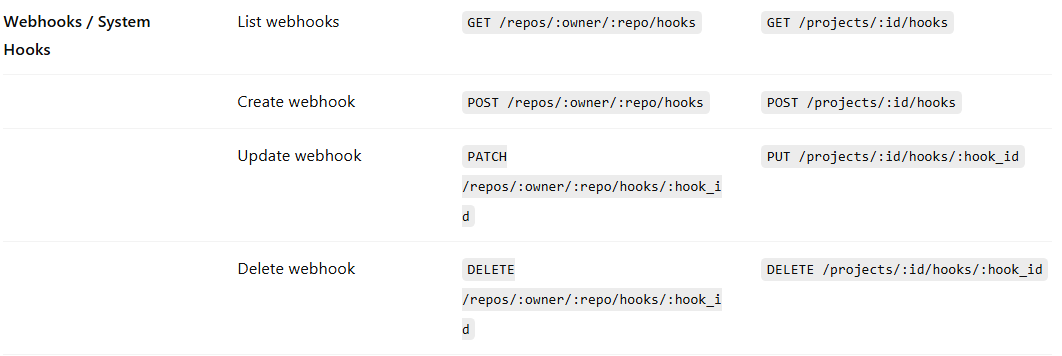 Webhooks / System
Hooks
List webhooks
GET /repos/:owner/:repo/hooks
GET /projects/:id/hooks
Create webhook
POST /repos/:owner/:repo/hooks
POST /projects/:id/hooks
Update webhook
PATCH
/repos/:owner/:repo/hooks/:hook_i
d
PUT /projects/:id/hooks/:hook_id
Delete webhook
DELETE
/repos/:owner/:repo/hooks/:hook_i
d
DELETE /projects/:id/hooks/:hook_id